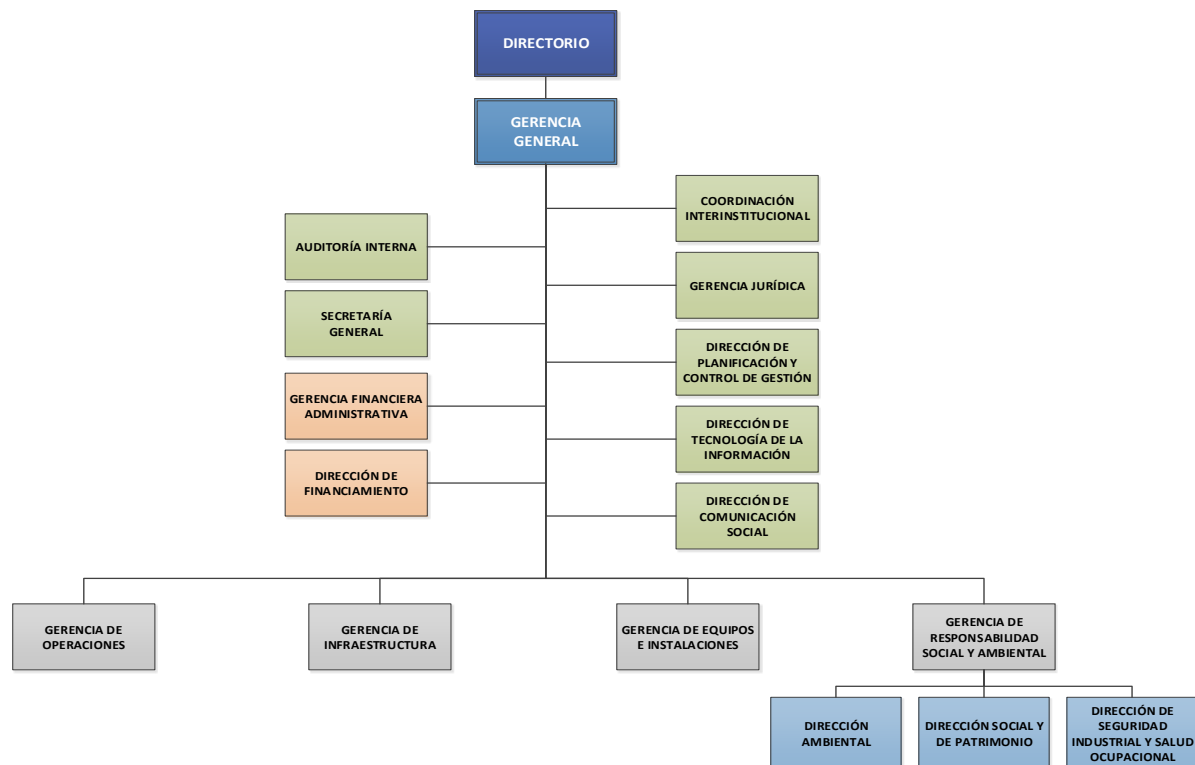 DIRECTORIO
GERENCIA
GENERAL
COORDINACIÓN
INTERINSTITUCIONAL
AUDITORÍA INTERNA
GERENCIA JURÍDICA
SECRETARÍA
GENERAL
DIRECCIÓN DE
PLANIFICACIÓN Y
CONTROL DE GESTIÓN
GERENCIA FINANCIERA
ADMINISTRATIVA
DIRECCIÓN DE
TECNOLOGÍA DE LA
INFORMACIÓN
DIRECCIÓN DE
FINANCIAMIENTO
DIRECCIÓN DE
COMUNICACIÓN
SOCIAL
GERENCIA DE
OPERACIONES
GERENCIA DE
INFRAESTRUCTURA
GERENCIA DE EQUIPOS
E INSTALACIONES
GERENCIA DE
RESPONSABILIDAD
SOCIAL Y AMBIENTAL
DIRECCIÓN
AMBIENTAL
DIRECCIÓN SOCIAL Y
DE PATRIMONIO
DIRECCIÓN DE
SEGURIDAD
INDUSTRIAL Y SALUD
OCUPACIONAL